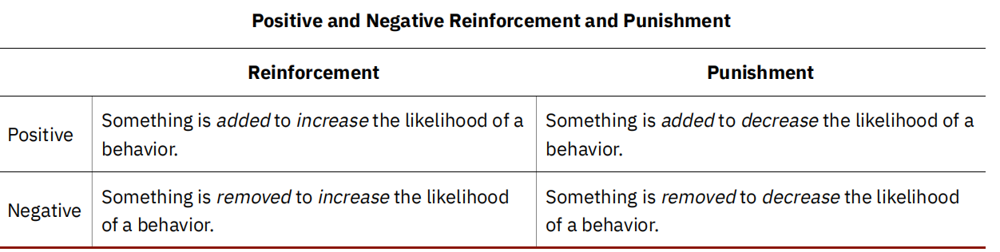 Positive and Negative Reinforcement and Punishment
Reinforcement
Punishment
Positive
Something is added to increase the likelihood of a
behavior.
Something is added to decrease the likelihood of a
behavior.
Negative
Something is removed to increase the likelihood
of a behavior.
Something is removed to decrease the likelihood
of a behavior.